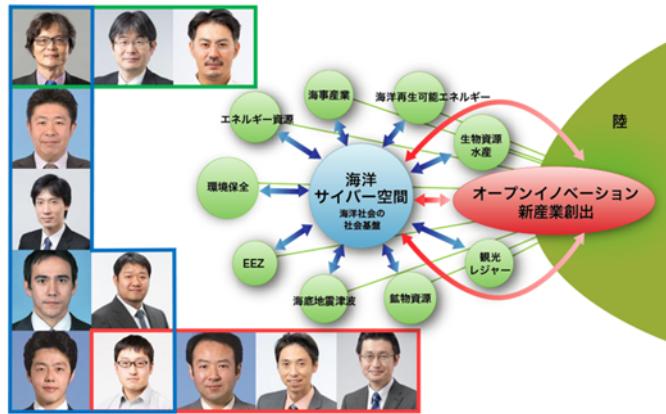 海事産業
海洋再生可能エネルギー
エネルギー資源
生物資源
水産
陸
環境保全
海洋
サイバー空間
海洋社会の
社会基盤
オープンイノベーション
新産業創出
EEZ
観光
レジャー
海底地震津波
鉱物資源